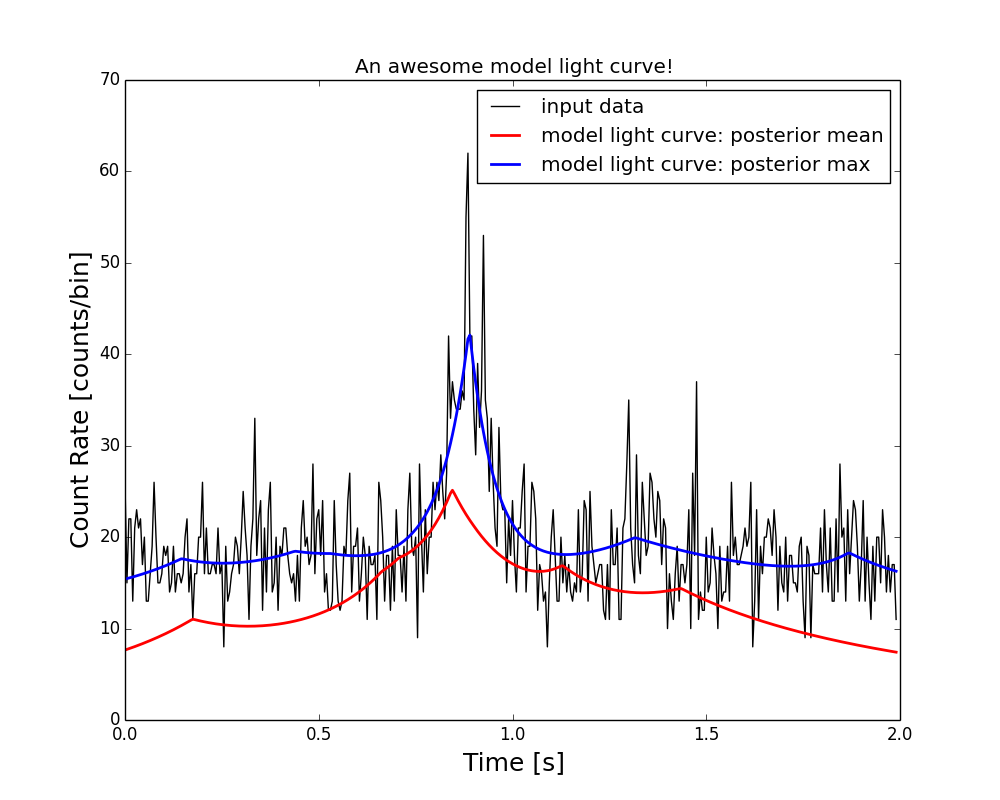 An awesome model light curve!
input data
model light curve: posterior mean
model light curve: posterior max
Count Rate [counts/bin]
70
60
50
40
30
20
10
0
0.0 0.5 1.0 1.5 2.0
Time [s]